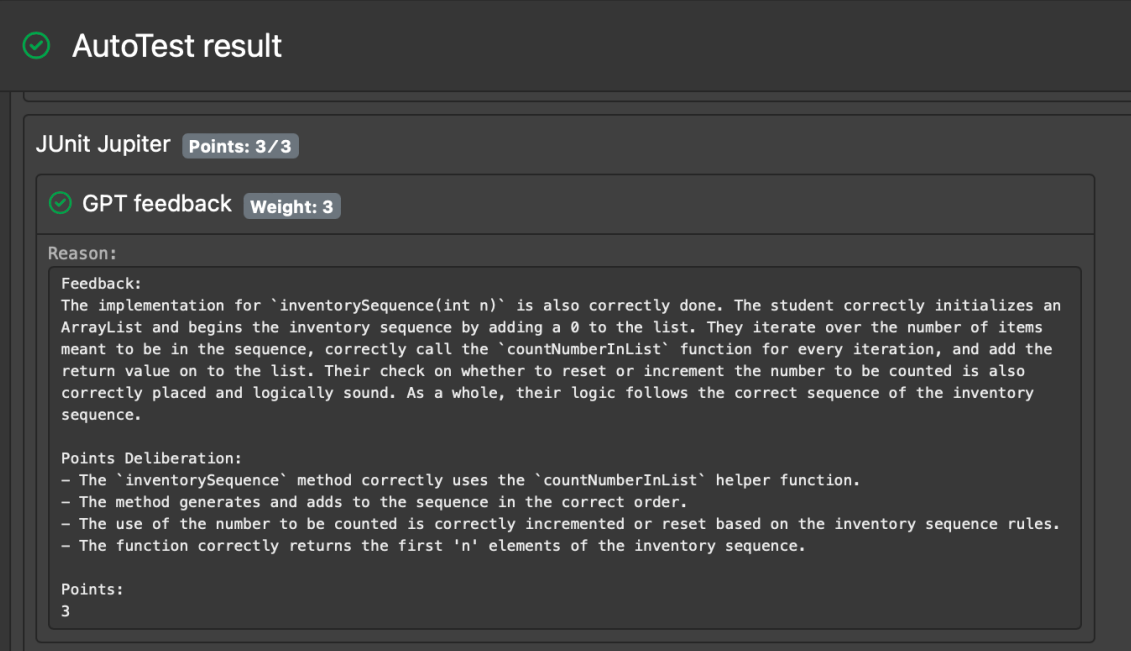 AutoTest result
JUnit Jupiter Points: 3/3
GPT feedback Weight: 3
Reason:
Feedback:
The implementation for `inventorySequence(int n)` is also correctly done. The student correctly initializes an
ArrayList and begins the inventory sequence by adding a 0 to the list. They iterate over the number of items
meant to be in the sequence, correctly call the `countNumberInList` function for every iteration, and add the
return value on to the list. Their check on whether to reset or increment the number to be counted is also
correctly placed and logically sound. As a whole, their logic follows the correct sequence of the inventory
sequence.
Points Deliberation:
– The `inventorySequence` method correctly uses the `countNumberInList` helper function.
– The method generates and adds to the sequence in the correct order.
– The use of the number to be counted is correctly incremented or reset based on the inventory sequence rules.
– The function correctly returns the first 'n' elements of the inventory sequence.
Points:
3